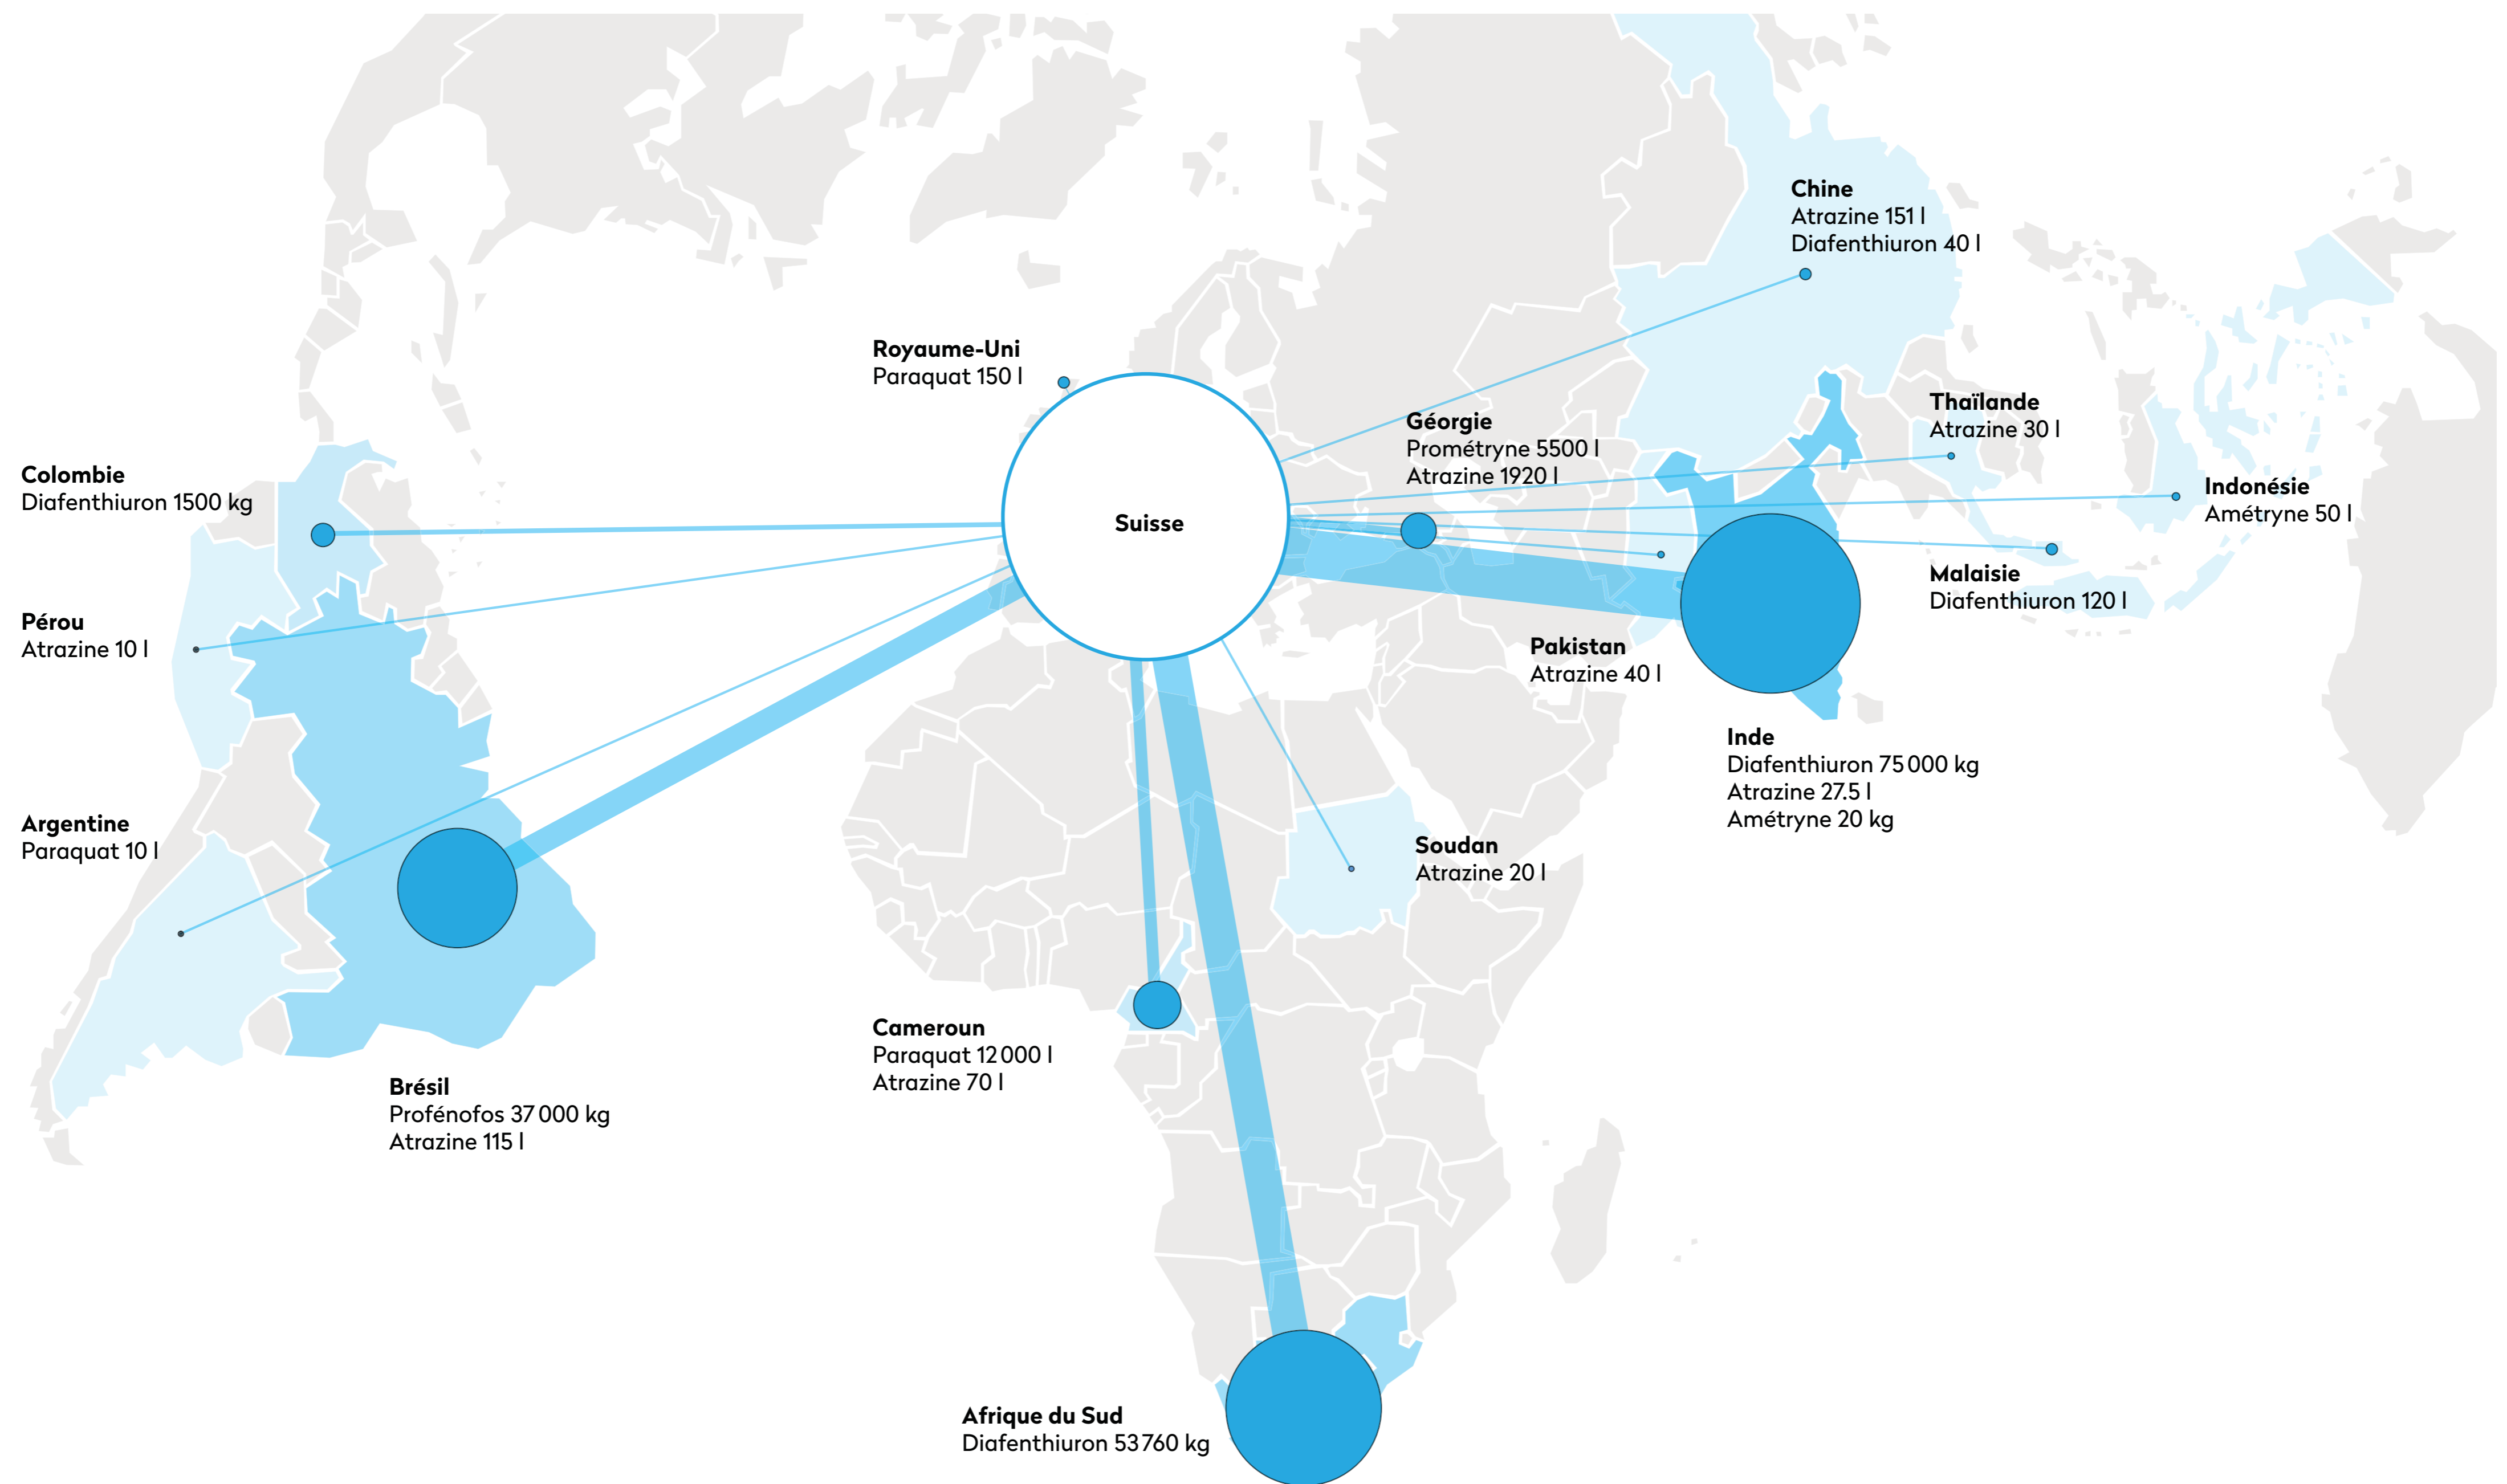 Chine
Atrazine 151 l
Diafenthiuron 40 l
Royaume-Uni
Paraquat 150 l
Géorgie
Prométryne 5500 l
Atrazine 1920 l
Thaïlande
Atrazine 30 l
Colombie
Diafenthiuron 1500 kg
Suisse
Indonésie
Amétryne 50 l
Malaisie
Diafenthiuron 120 l
Pérou
Atrazine 10 l
Pakistan
Atrazine 40 l
Inde
Diafenthiuron 75 000 kg
Atrazine 27.5 l
Amétryne 20 kg
Argentine
Paraquat 10 l
Soudan
Atrazine 20 l
Cameroun
Paraquat 12 000 l
Atrazine 70 l
Brésil
Profénofos 37 000 kg
Atrazine 115 l
Afrique du Sud
Diafenthiuron 53 760 kg